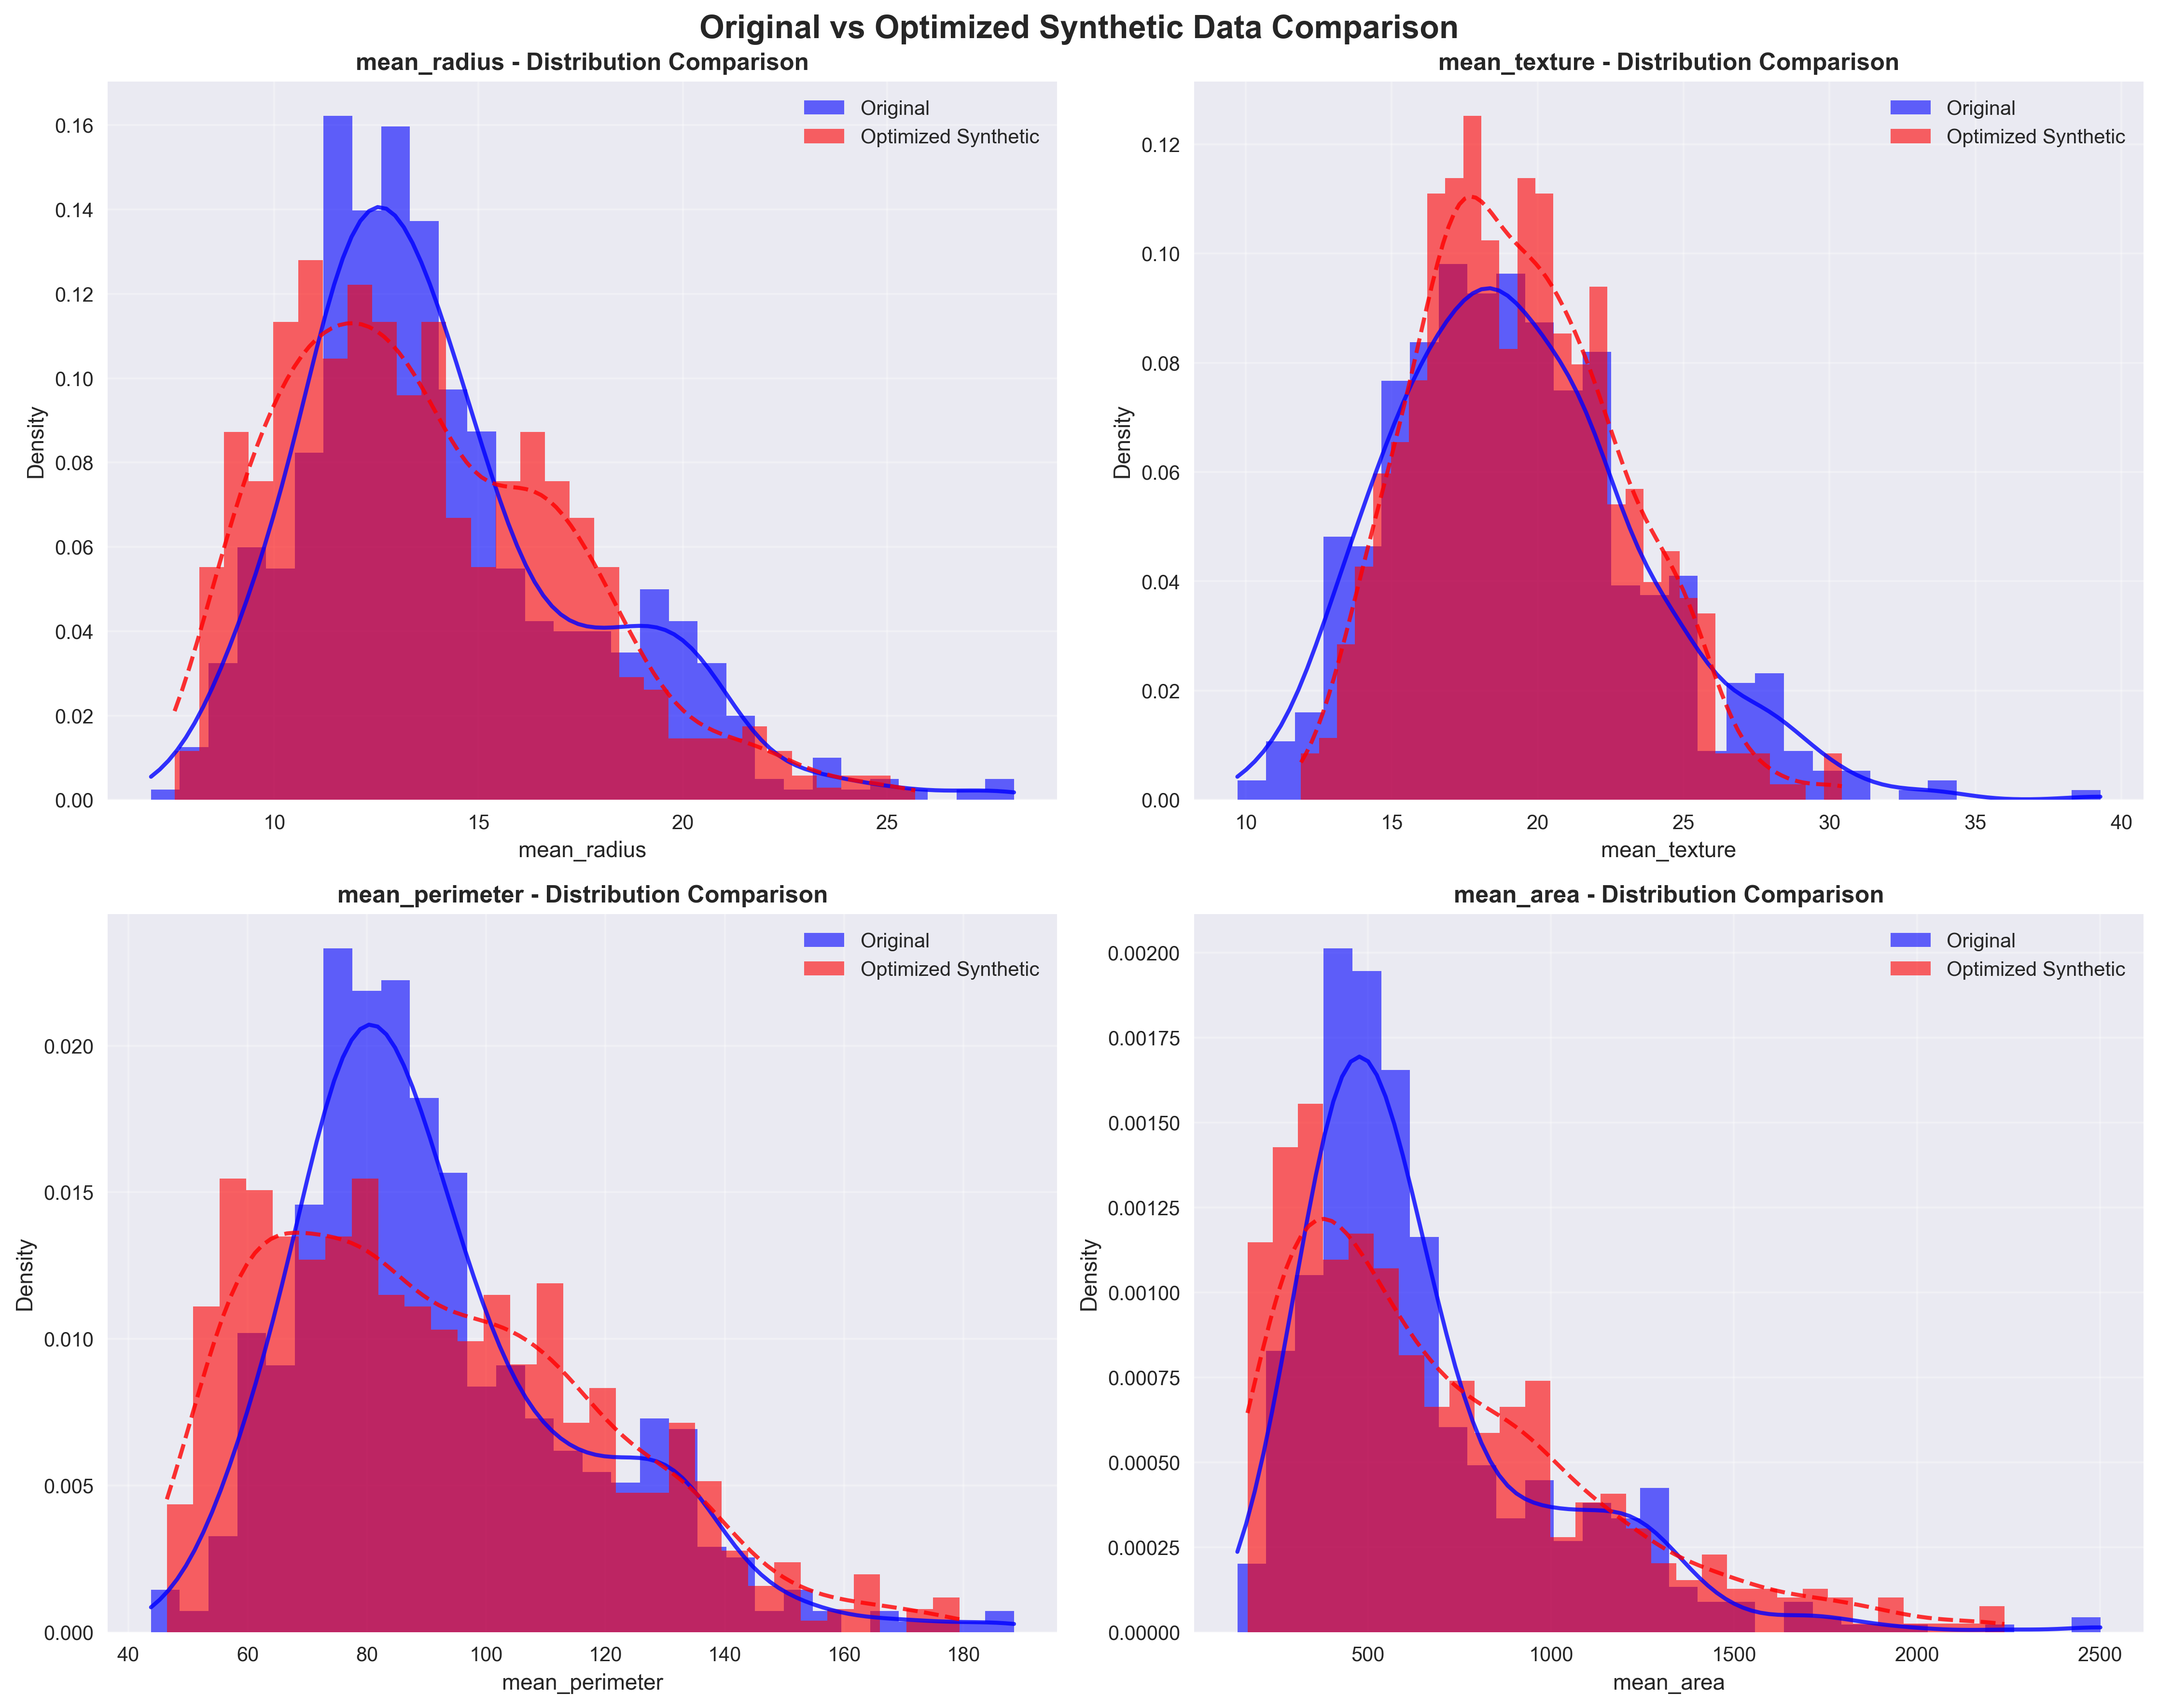 Original vs Optimized Synthetic Data Comparison
mean_radius - Distribution Comparison
Original
Optimized Synthetic
0.16
0.14
0.12
0.10
0.08
0.06
0.04
0.02
0.00
Density
10 15 20 25
mean_radius
mean_texture - Distribution Comparison
Original
Optimized Synthetic
0.12
0.10
0.08
0.06
0.04
0.02
0.00
Density
10 15 20 25 30 35 40
mean_texture
mean_perimeter - Distribution Comparison
Original
Optimized Synthetic
0.020
0.015
0.010
0.005
0.000
Density
40 60 80 100 120 140 160 180
mean_perimeter
mean_area - Distribution Comparison
Original
Optimized Synthetic
0.00200
0.00175
0.00150
0.00125
0.00100
0.00075
0.00050
0.00025
0.00000
Density
500 1000 1500 2000 2500
mean_area